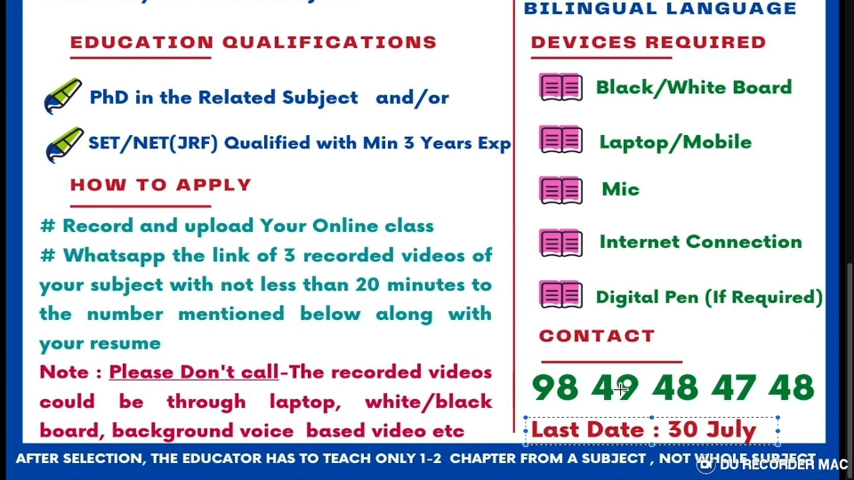 BILINGUAL LANGUAGE
EDUCATION QUALIFICATIONS
PhD in the Related Subject and/or
SET/NET(JRF) Qualified with Min 3 Years Exp
HOW TO APPLY
# Record and upload Your Online class
# Whatsapp the link of 3 recorded videos of
your subject with not less than 20 minutes to
the number mentioned below along with
your resume
Note : Please Don't call-The recorded videos
could be through laptop, white/black
board, background voice based video etc
DEVICES REQUIRED
Black/White Board
Laptop/Mobile
Mic
Internet Connection
Digital Pen (If Required)
CONTACT
98 49 48 47 48
Last Date : 30 July
AFTER SELECTION, THE EDUCATOR HAS TO TEACH ONLY 1-2 CHAPTER FROM A SUBJECT , NOT WHOLE SUBJECT
DU RECORDER MAC